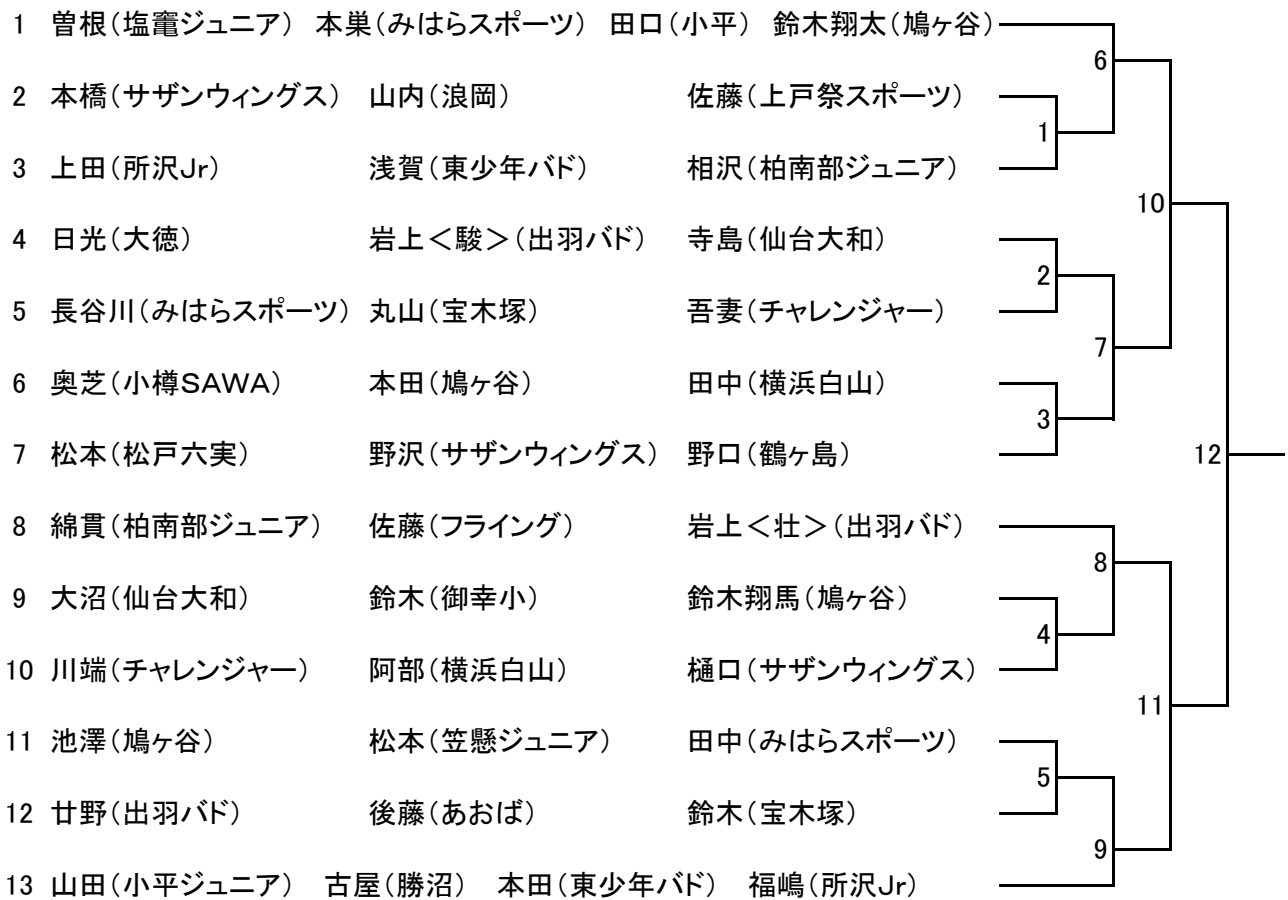 1 曽根(塩竈ジュニア) 本巣(みはらスポーツ) 田口(小平) 鈴木翔太(鳩ヶ谷)
6
2 本橋(サザンウィングス) 山内(浪岡) 佐藤(上戸祭スポーツ)
1
3 上田(所沢Jr) 浅賀(東少年バド) 相沢(柏南部ジュニア)
10
4 日光(大徳) 岩上<駿>(出羽バド) 寺島(仙台大和)
2
5 長谷川(みはらスポーツ) 丸山(宝木塚) 吾妻(チャレンジャー)
7
6 奥芝(小樽SAWA) 本田(鳩ヶ谷) 田中(横浜白山)
3
7 松本(松戸六実) 野沢(サザンウィングス) 野口(鶴ヶ島) 12
8 綿貫(柏南部ジュニア) 佐藤(フライング) 岩上<壮>(出羽バド)
8
9 大沼(仙台大和) 鈴木(御幸小) 鈴木翔馬(鳩ヶ谷)
4
10 川端(チャレンジャー) 阿部(横浜白山) 樋口(サザンウィングス)
11
11 池澤(鳩ヶ谷) 松本(笠懸ジュニア) 田中(みはらスポーツ)
5
12 廿野(出羽バド) 後藤(あおば) 鈴木(宝木塚)
9
13 山田(小平ジュニア) 古屋(勝沼) 本田(東少年バド) 福嶋(所沢Jr)